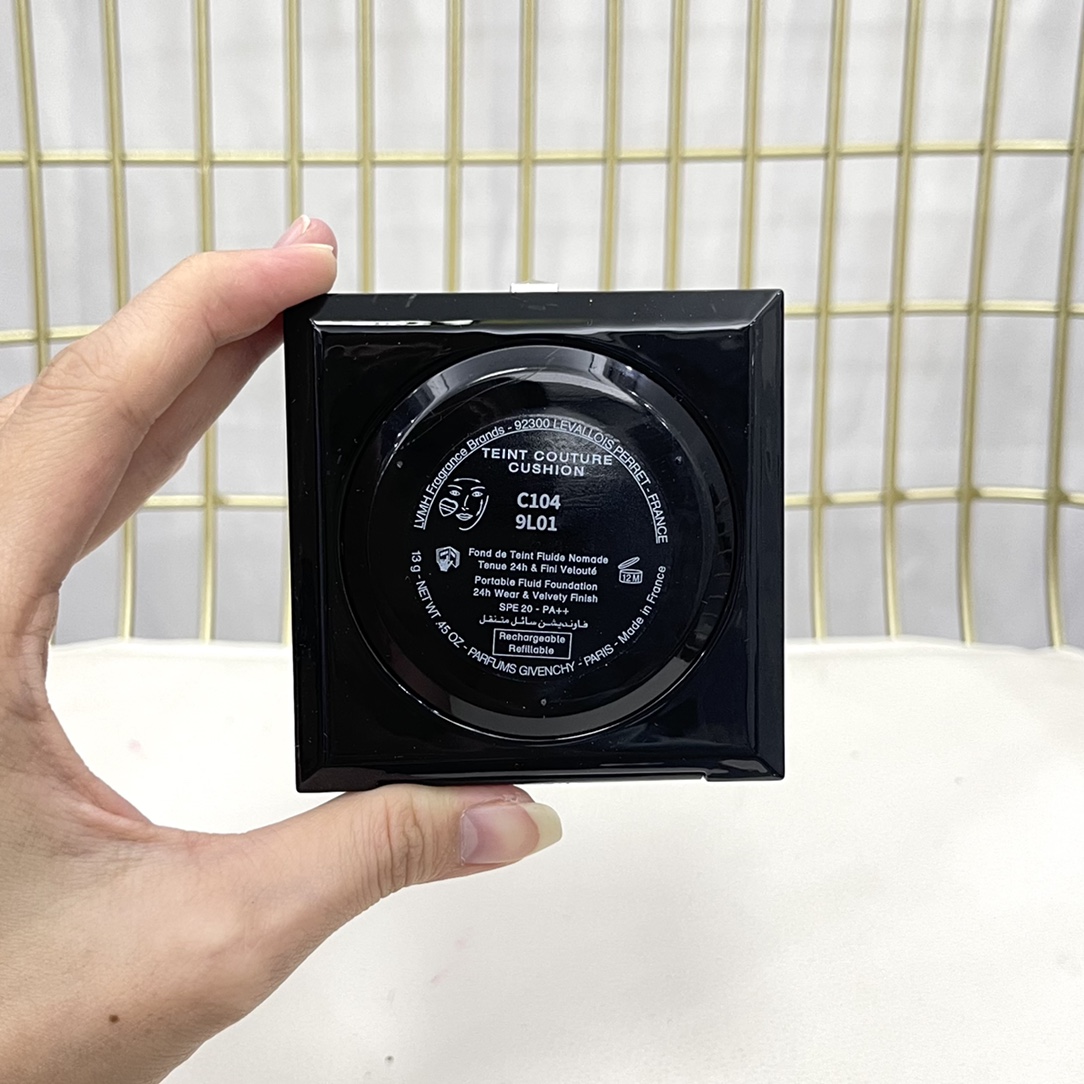 LVMH Fragrance Brands - 92300 LEVALLOIS PERRET - FRANCE
TEINT COUTURE
CUSHION
C104
9L01
Fond de Teint Fluide Nomade
Tenue 24h & Fini Velouté
Portable Fluid Foundation
24h Wear & Velvety Finish
SPF 20 - PA++
فاونديشن سائل متنقل
Rechargeable
Refillable
12M
13 g - NET WT .45 OZ - PARFUMS GIVENCHY - PARIS - Made in France